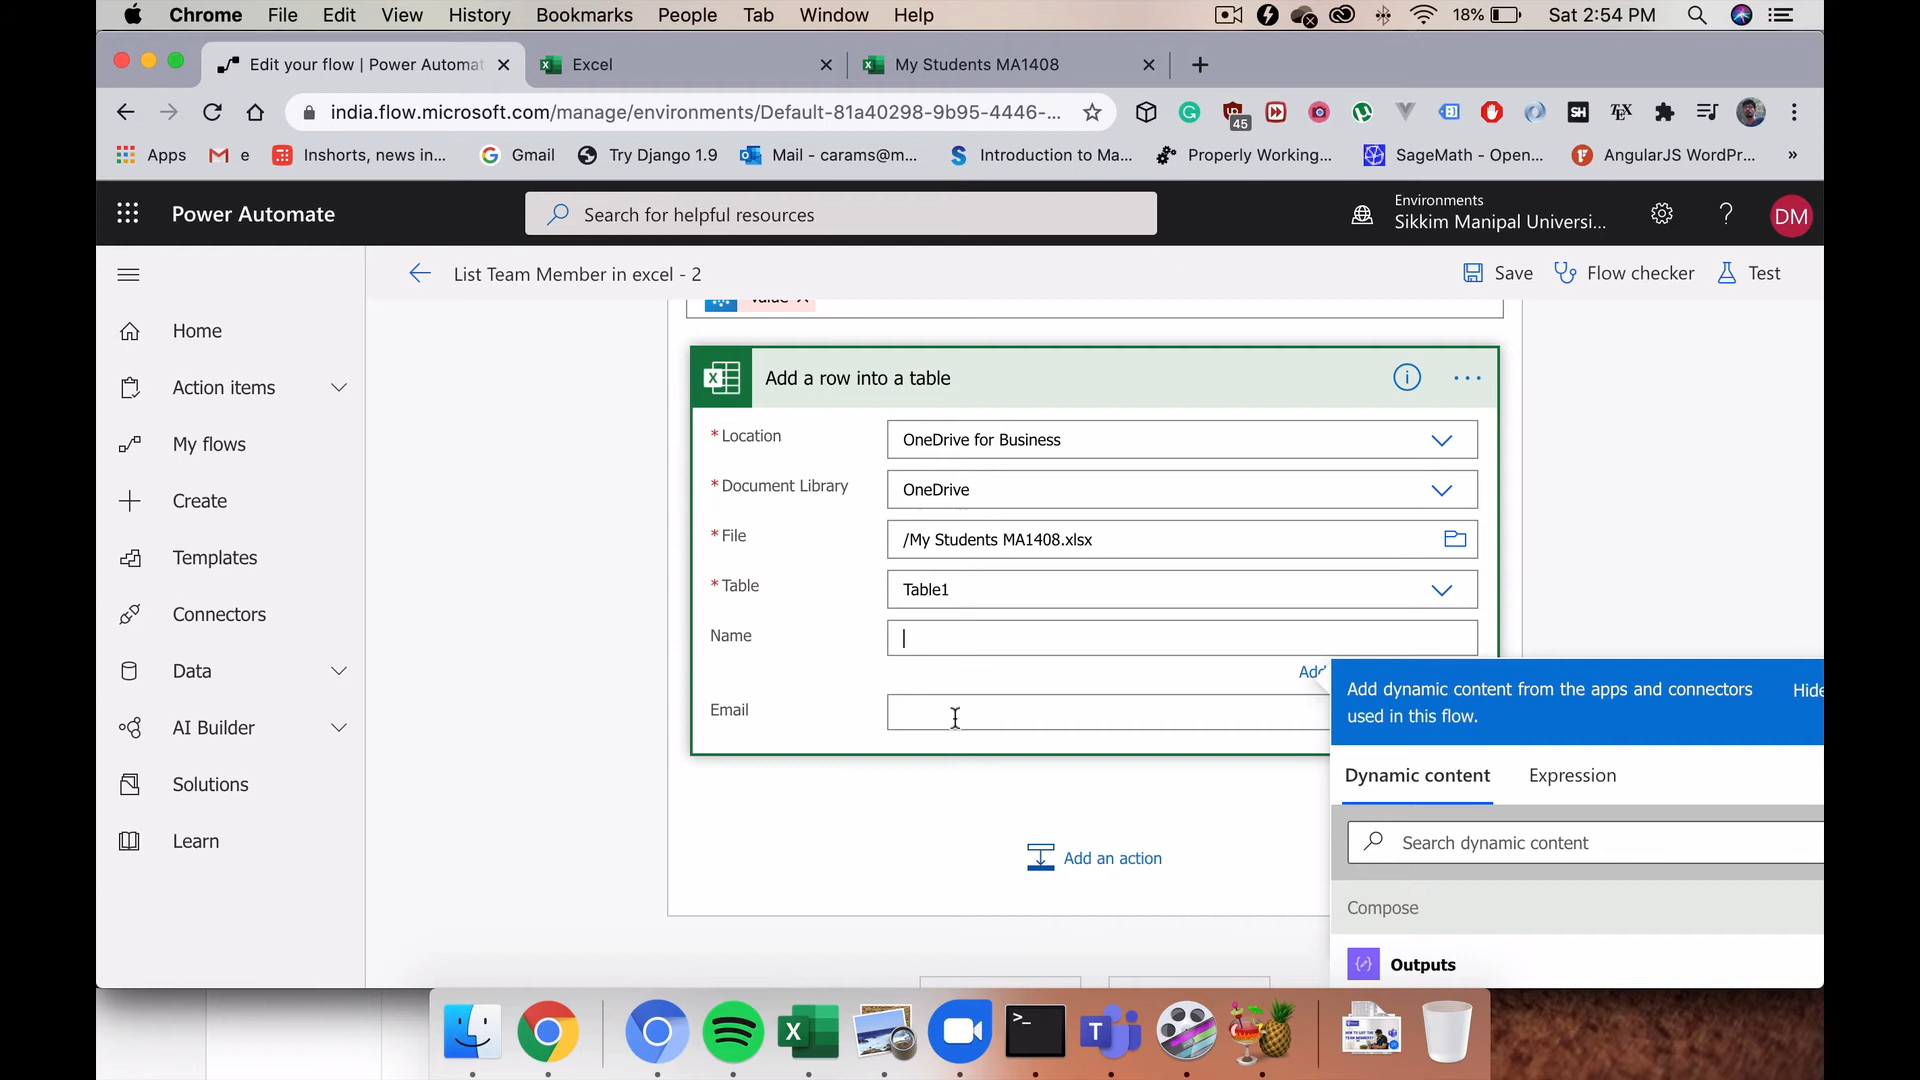 Chrome File Edit View History Bookmarks People Tab Window Help 18% Sat 2:54 PM
Edit your flow | Power Automat Excel My Students MA1408
india.flow.microsoft.com/manage/environments/Default-81a40298-9b95-4446-... 45 SH TEX
Apps e Inshorts, news in... Gmail Try Django 1.9 Mail - carams@m... Introduction to Ma... Properly Working... SageMath - Open... AngularJS WordPr... »
Power Automate Search for helpful resources Environments
Sikkim Manipal Universi... ? DM
List Team Member in excel - 2 Save Flow checker Test
Home
Action items
My flows
Create
Templates
Connectors
Data
AI Builder
Solutions
Learn
Add a row into a table
* Location OneDrive for Business
* Document Library OneDrive
* File /My Students MA1408.xlsx
* Table Table1
Name
Add
Email
Add an action
Add dynamic content from the apps and connectors
used in this flow. Hide
Dynamic content Expression
Search dynamic content
Compose
Outputs